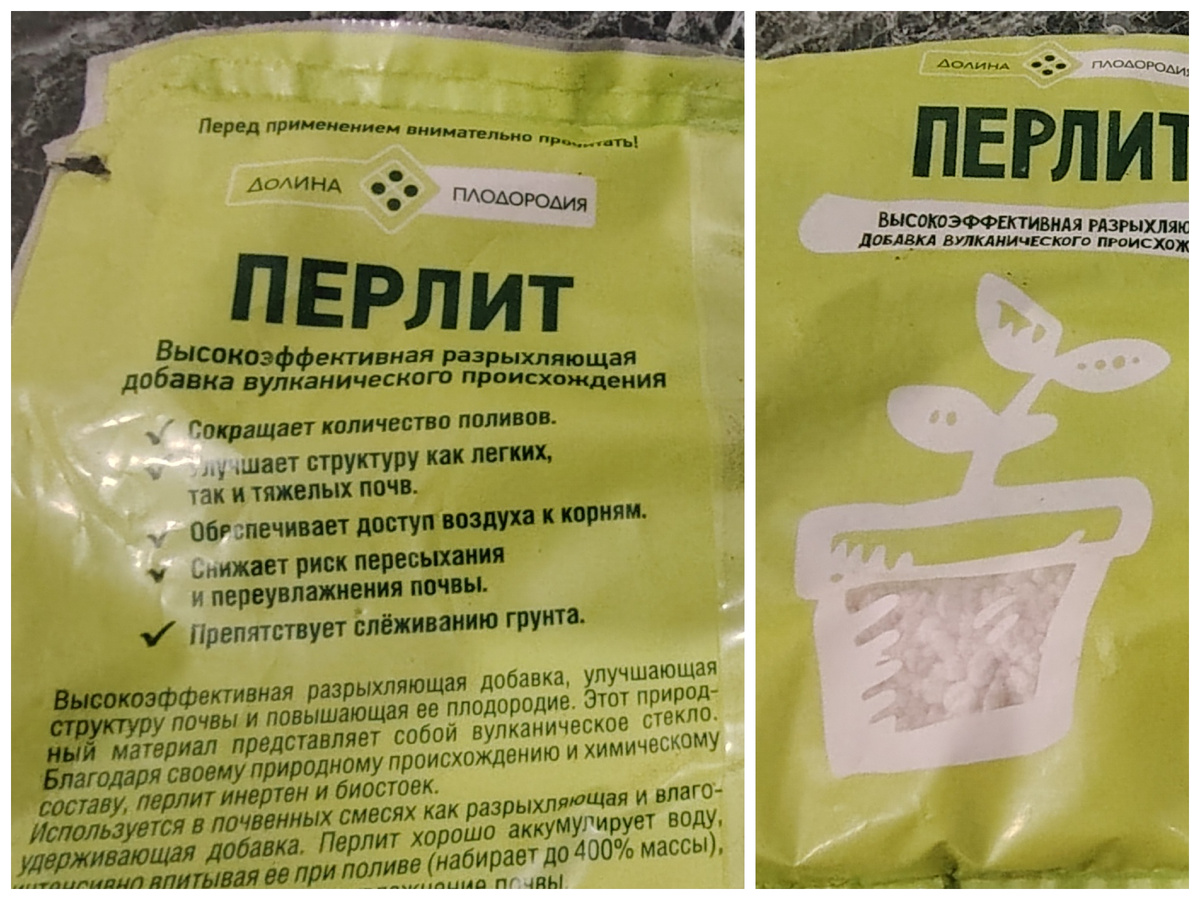 Перед применением внимательно прочитать!
ДОЛИНА ПЛОДОРОДИЯ
ПЕРЛИТ
Высокоэффективная разрыхляющая
добавка вулканического происхождения
Сокращает количество поливов.
Улучшает структуру как легких,
так и тяжелых почв.
Обеспечивает доступ воздуха к корням.
Снижает риск пересыхания
и переувлажнения почвы.
Препятствует слёживанию грунта.
Высокоэффективная разрыхляющая добавка, улучшающая
структуру почвы и повышающая ее плодородие. Этот природ-
ный материал представляет собой вулканическое стекло.
Благодаря своему природному происхождению и химическому
составу, перлит инертен и биостоек.
Используется в почвенных смесях как разрыхляющая и влаго-
удерживающая добавка. Перлит хорошо аккумулирует воду,
интенсивно впитывая ее при поливе (набирает до 400% массы),
почвы.
ДОЛИНА ПЛОДОРОДИЯ
ПЕРЛИТ
ВЫСОКОЭФФЕКТИВНАЯ РАЗРЫХЛЯЮ
ДОБАВКА ВУЛКАНИЧЕСКОГО ПРОИСХОЖ